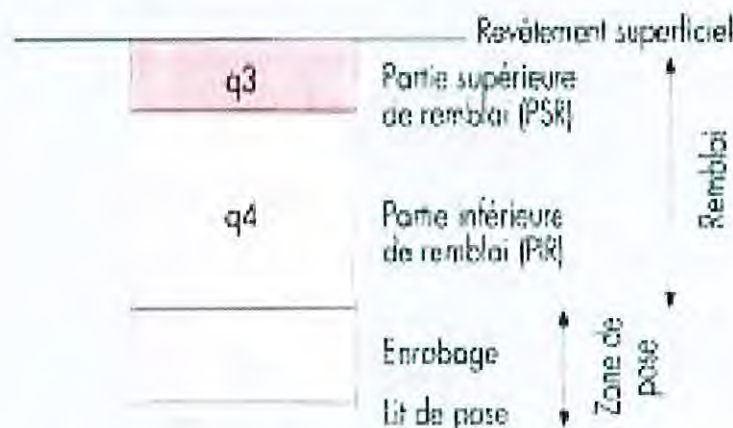 Revêtement superficiel
q3
Partie supérieure
de remblai (PSR)
q4
Partie inférieure
de remblai (PIR)
Remblai
Enrobage
Lit de pose
Zone de
pose